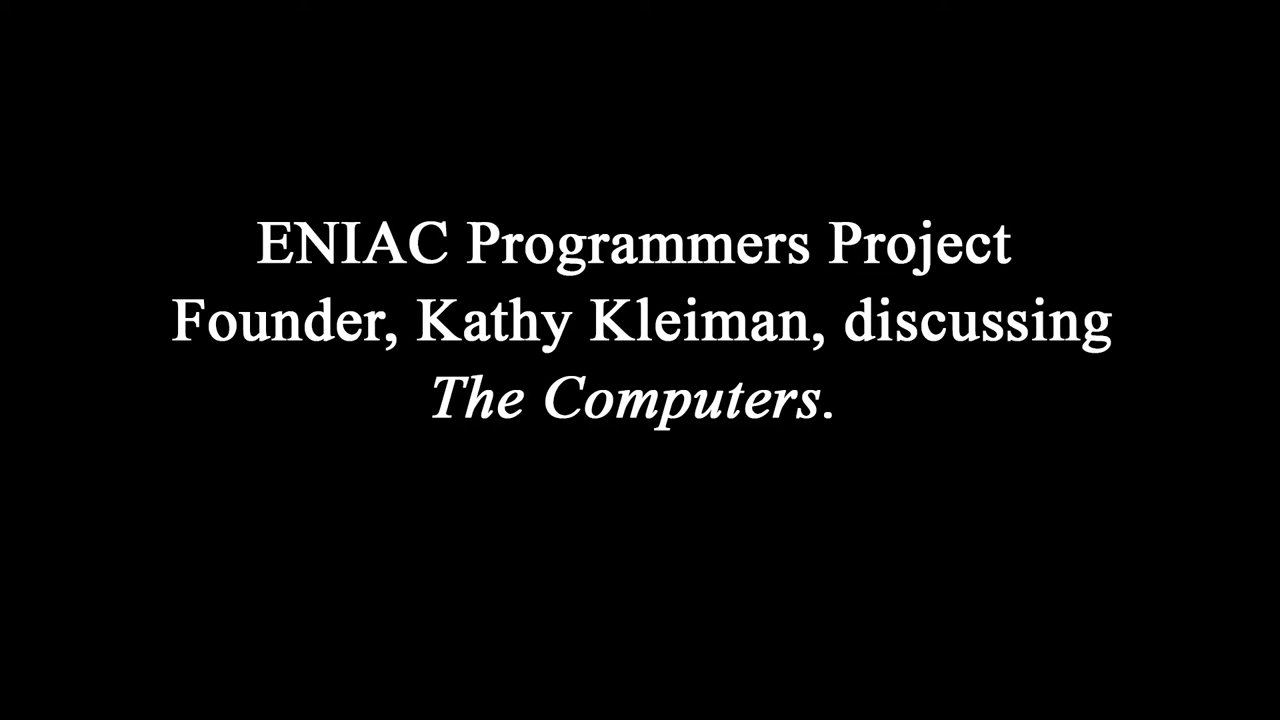 ENIAC Programmers Project
Founder, Kathy Kleiman, discussing
The Computers.